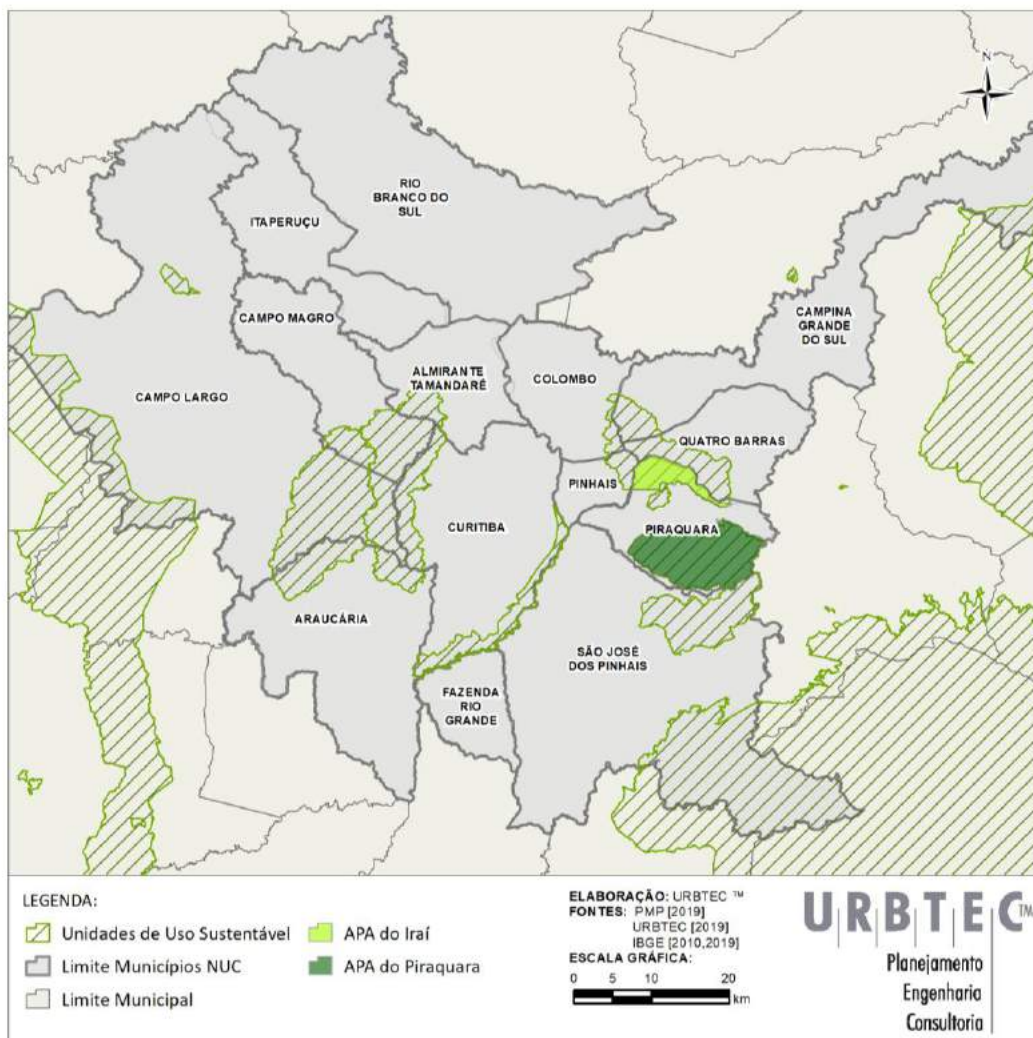 N
RIO
BRANCO DO
SUL
ITAPERUÇU
CAMPO MAGRO
CAMPINA
GRANDE
DO SUL
ALMIRANTE
TAMANDARÉ
COLOMBO
CAMPO LARGO
QUATRO BARRAS
PINHAIS
CURITIBA
PIRAQUARA
ARAUCÁRIA
SÃO JOSÉ
DOS PINHAIS
FAZENDA
RIO
GRANDE
LEGENDA:
Unidades de Uso Sustentável
Limite Municípios NUC
Limite Municipal
APA do Iraí
APA do Piraquara
ELABORAÇÃO: URBTEC ™
FONTES: PMP [2019]
URBTEC [2019]
IBGE [2010,2019]
ESCALA GRÁFICA:
0 5 10 20
km
URBTEC™
Planejamento
Engenharia
Consultoria